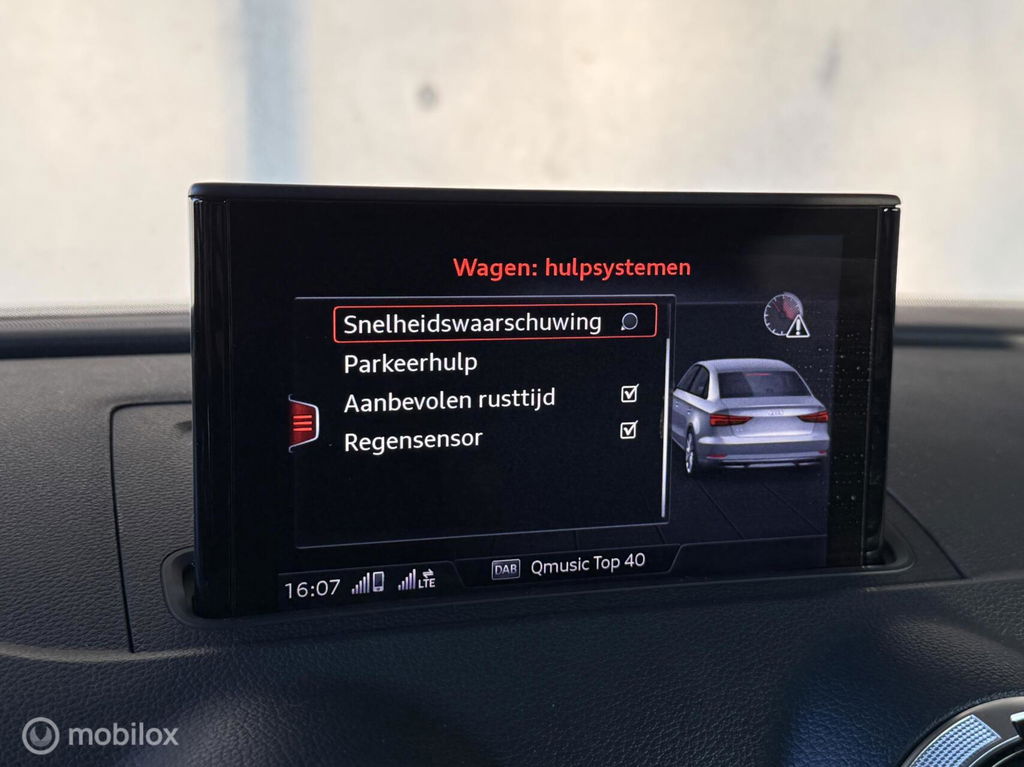 Wagen: hulpsystemen
Snelheidswaarschuwing
Parkeerhulp
Aanbevolen rusttijd
Regensensor
16:07 LTE DAB Qmusic Top 40
mobilox